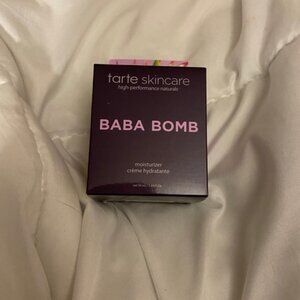 tarte skincare
high-performance naturals
BABA BOMB
moisturizer
crème hydratante